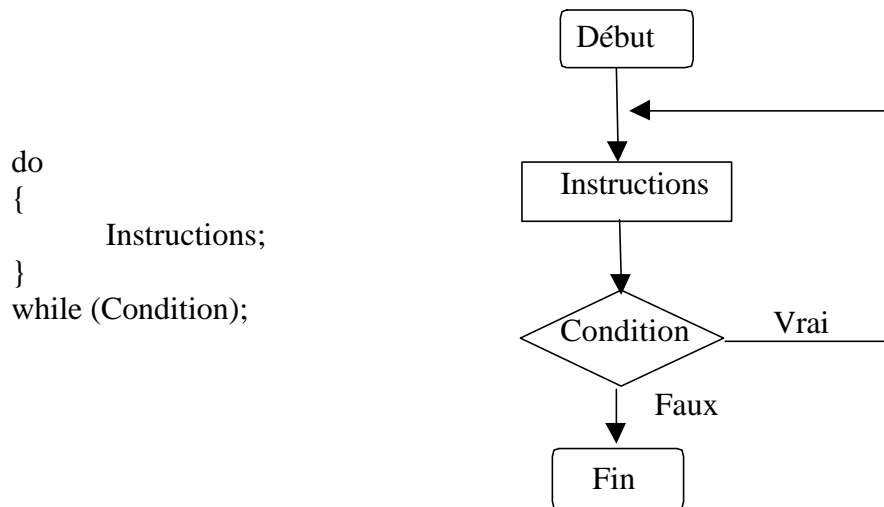 do
{
Instructions;
}
while (Condition);
Début
Instructions
Condition
Vrai
Faux
Fin